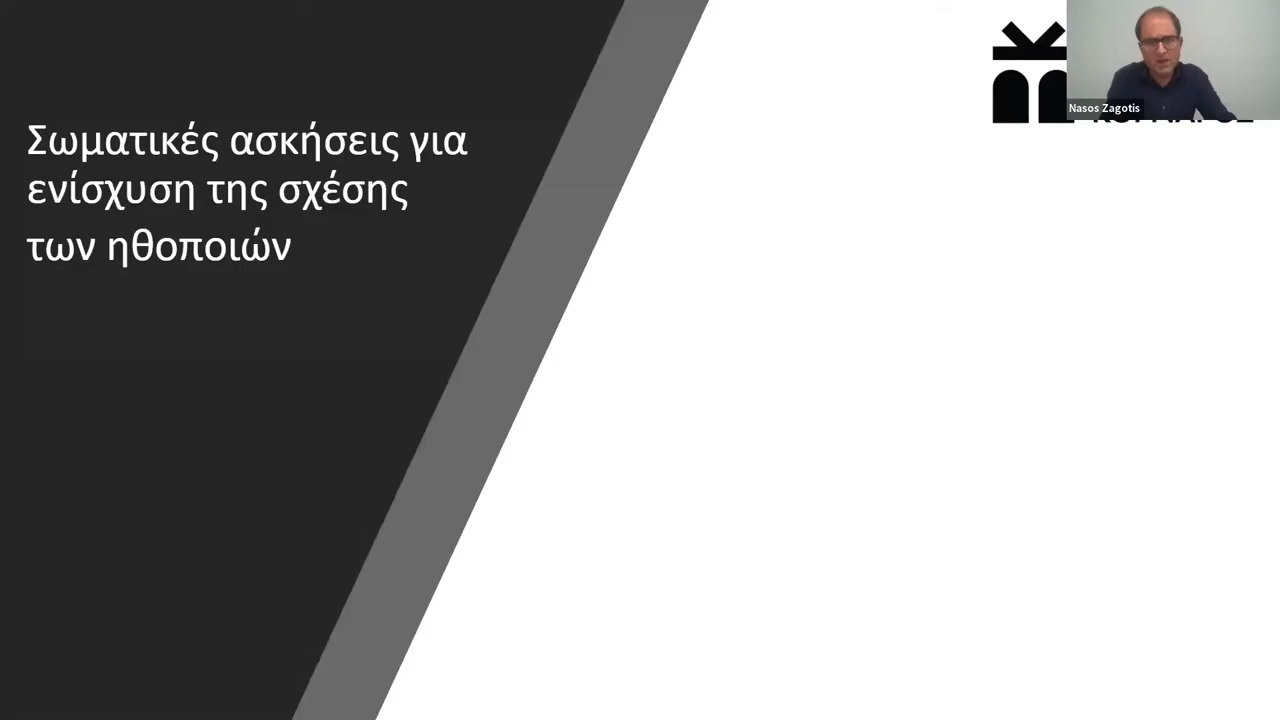 Σωματικές ασκήσεις για
ενίσχυση της σχέσης
των ηθοποιών
Nasos Zagotis